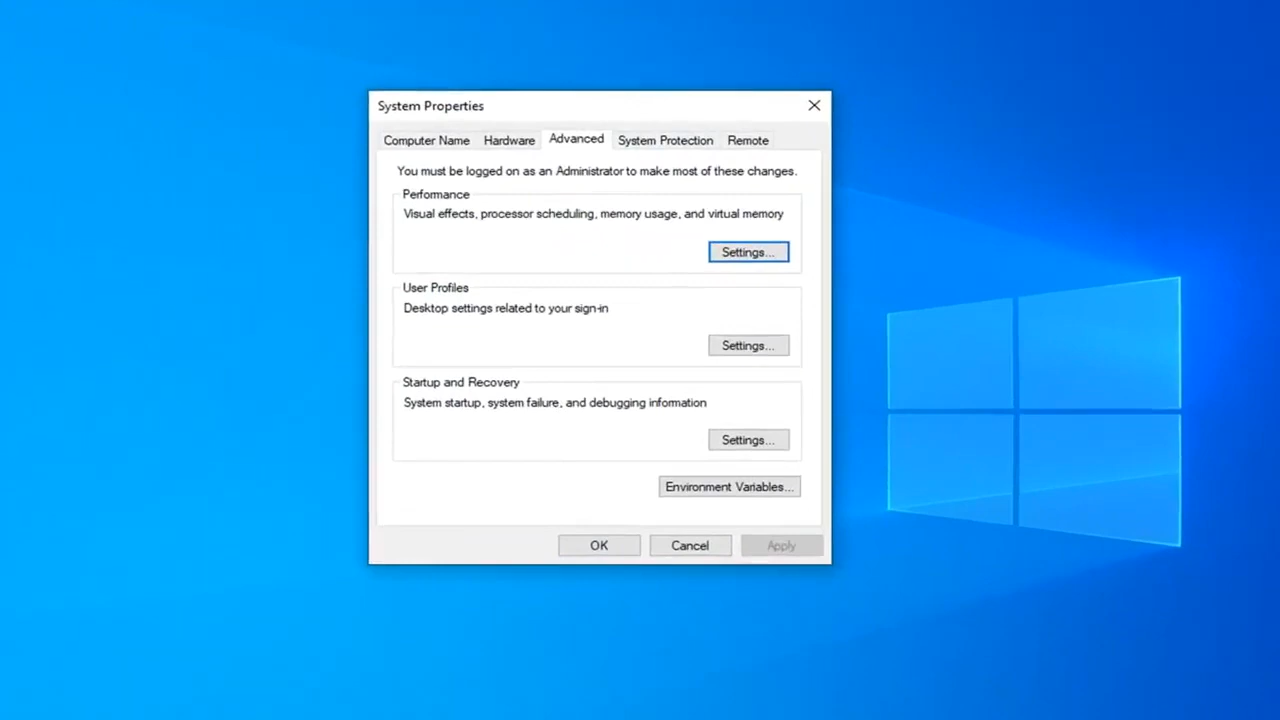 System Properties
Computer Name Hardware Advanced System Protection Remote
You must be logged on as an Administrator to make most of these changes.
Performance
Visual effects, processor scheduling, memory usage, and virtual memory
Settings...
User Profiles
Desktop settings related to your sign-in
Settings...
Startup and Recovery
System startup, system failure, and debugging information
Settings...
Environment Variables...
OK Cancel Apply